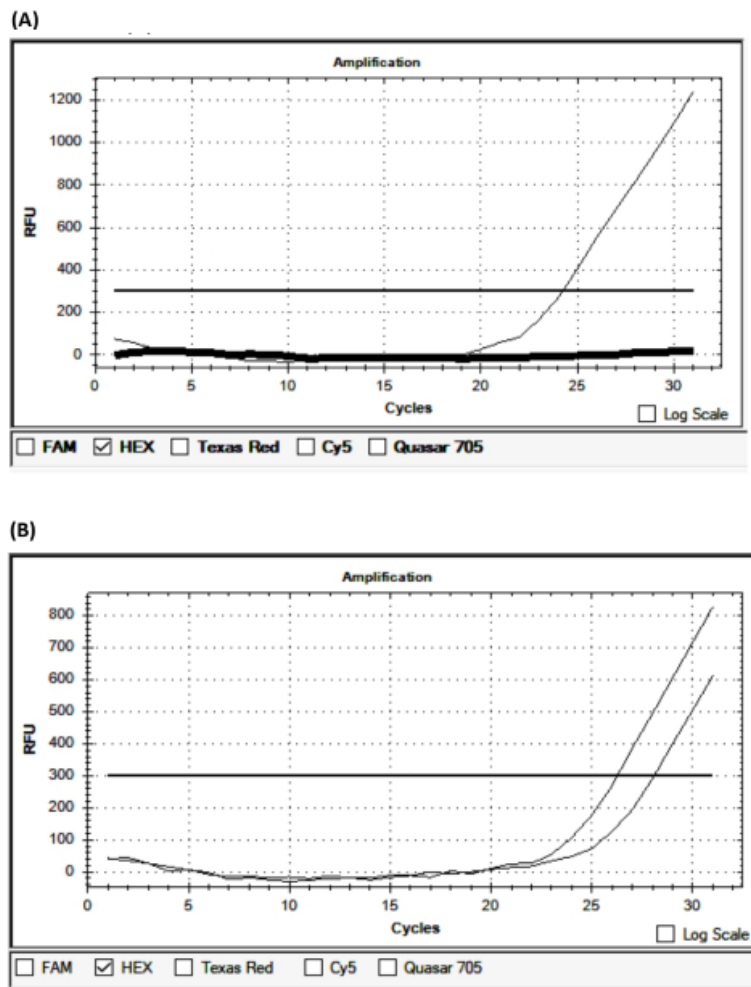 (A)
Amplification
1200
1000
800
600
400
200
0
RFU
0 5 10 15 20 25 30
Cycles
Log Scale
FAM HEX Texas Red Cy5 Quasar 705
(B)
Amplification
800
700
600
500
400
300
200
100
0
RFU
0 5 10 15 20 25 30
Cycles
Log Scale
FAM HEX Texas Red Cy5 Quasar 705